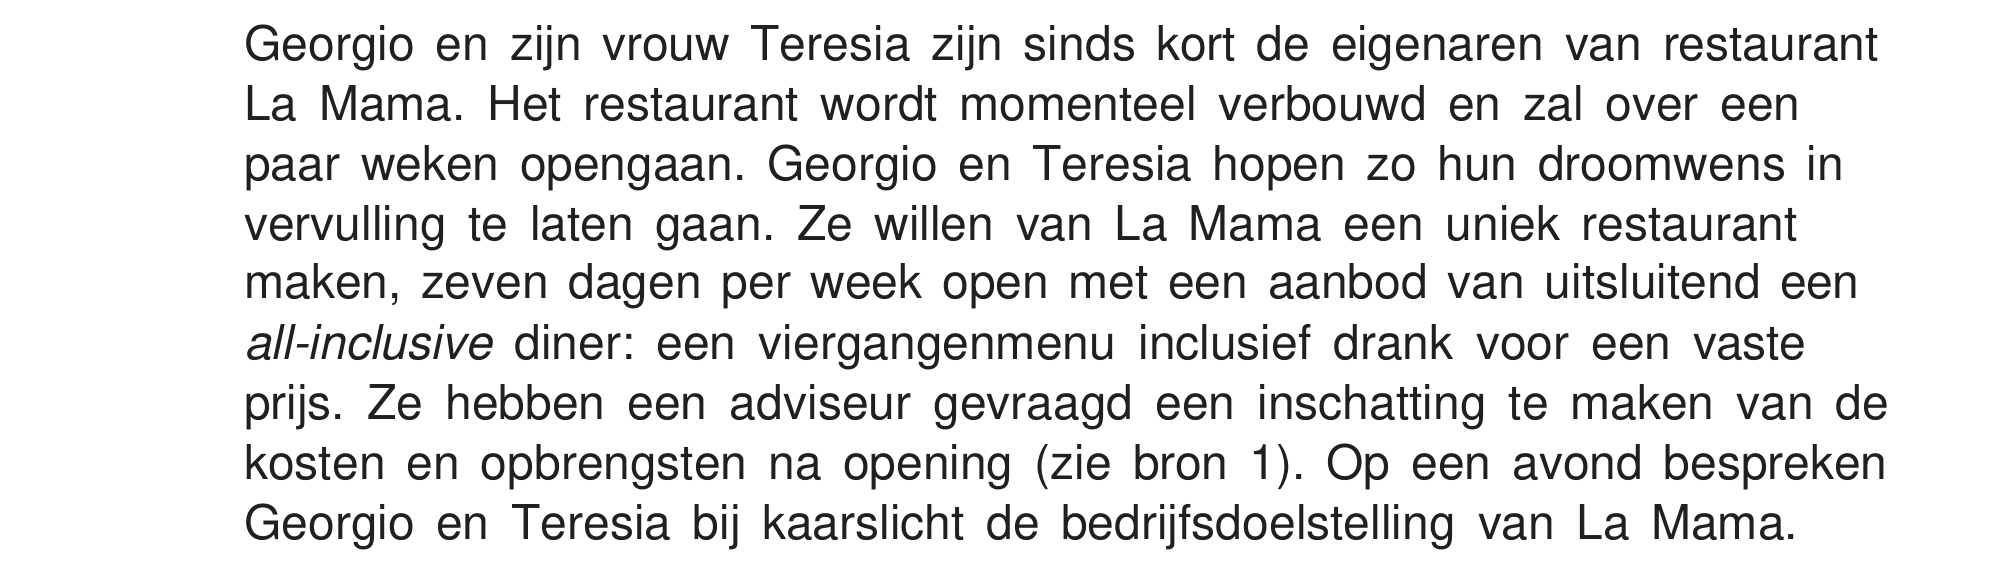 Georgio en zijn vrouw Teresia zijn sinds kort de eigenaren van restaurant
La Mama. Het restaurant wordt momenteel verbouwd en zal over een
paar weken opengaan. Georgio en Teresia hopen zo hun droomwens in
vervulling te laten gaan. Ze willen van La Mama een uniek restaurant
maken, zeven dagen per week open met een aanbod van uitsluitend een
all-inclusive diner: een viergangenmenu inclusief drank voor een vaste
prijs. Ze hebben een adviseur gevraagd een inschatting te maken van de
kosten en opbrengsten na opening (zie bron 1). Op een avond bespreken
Georgio en Teresia bij kaarslicht de bedrijfsdoelstelling van La Mama.